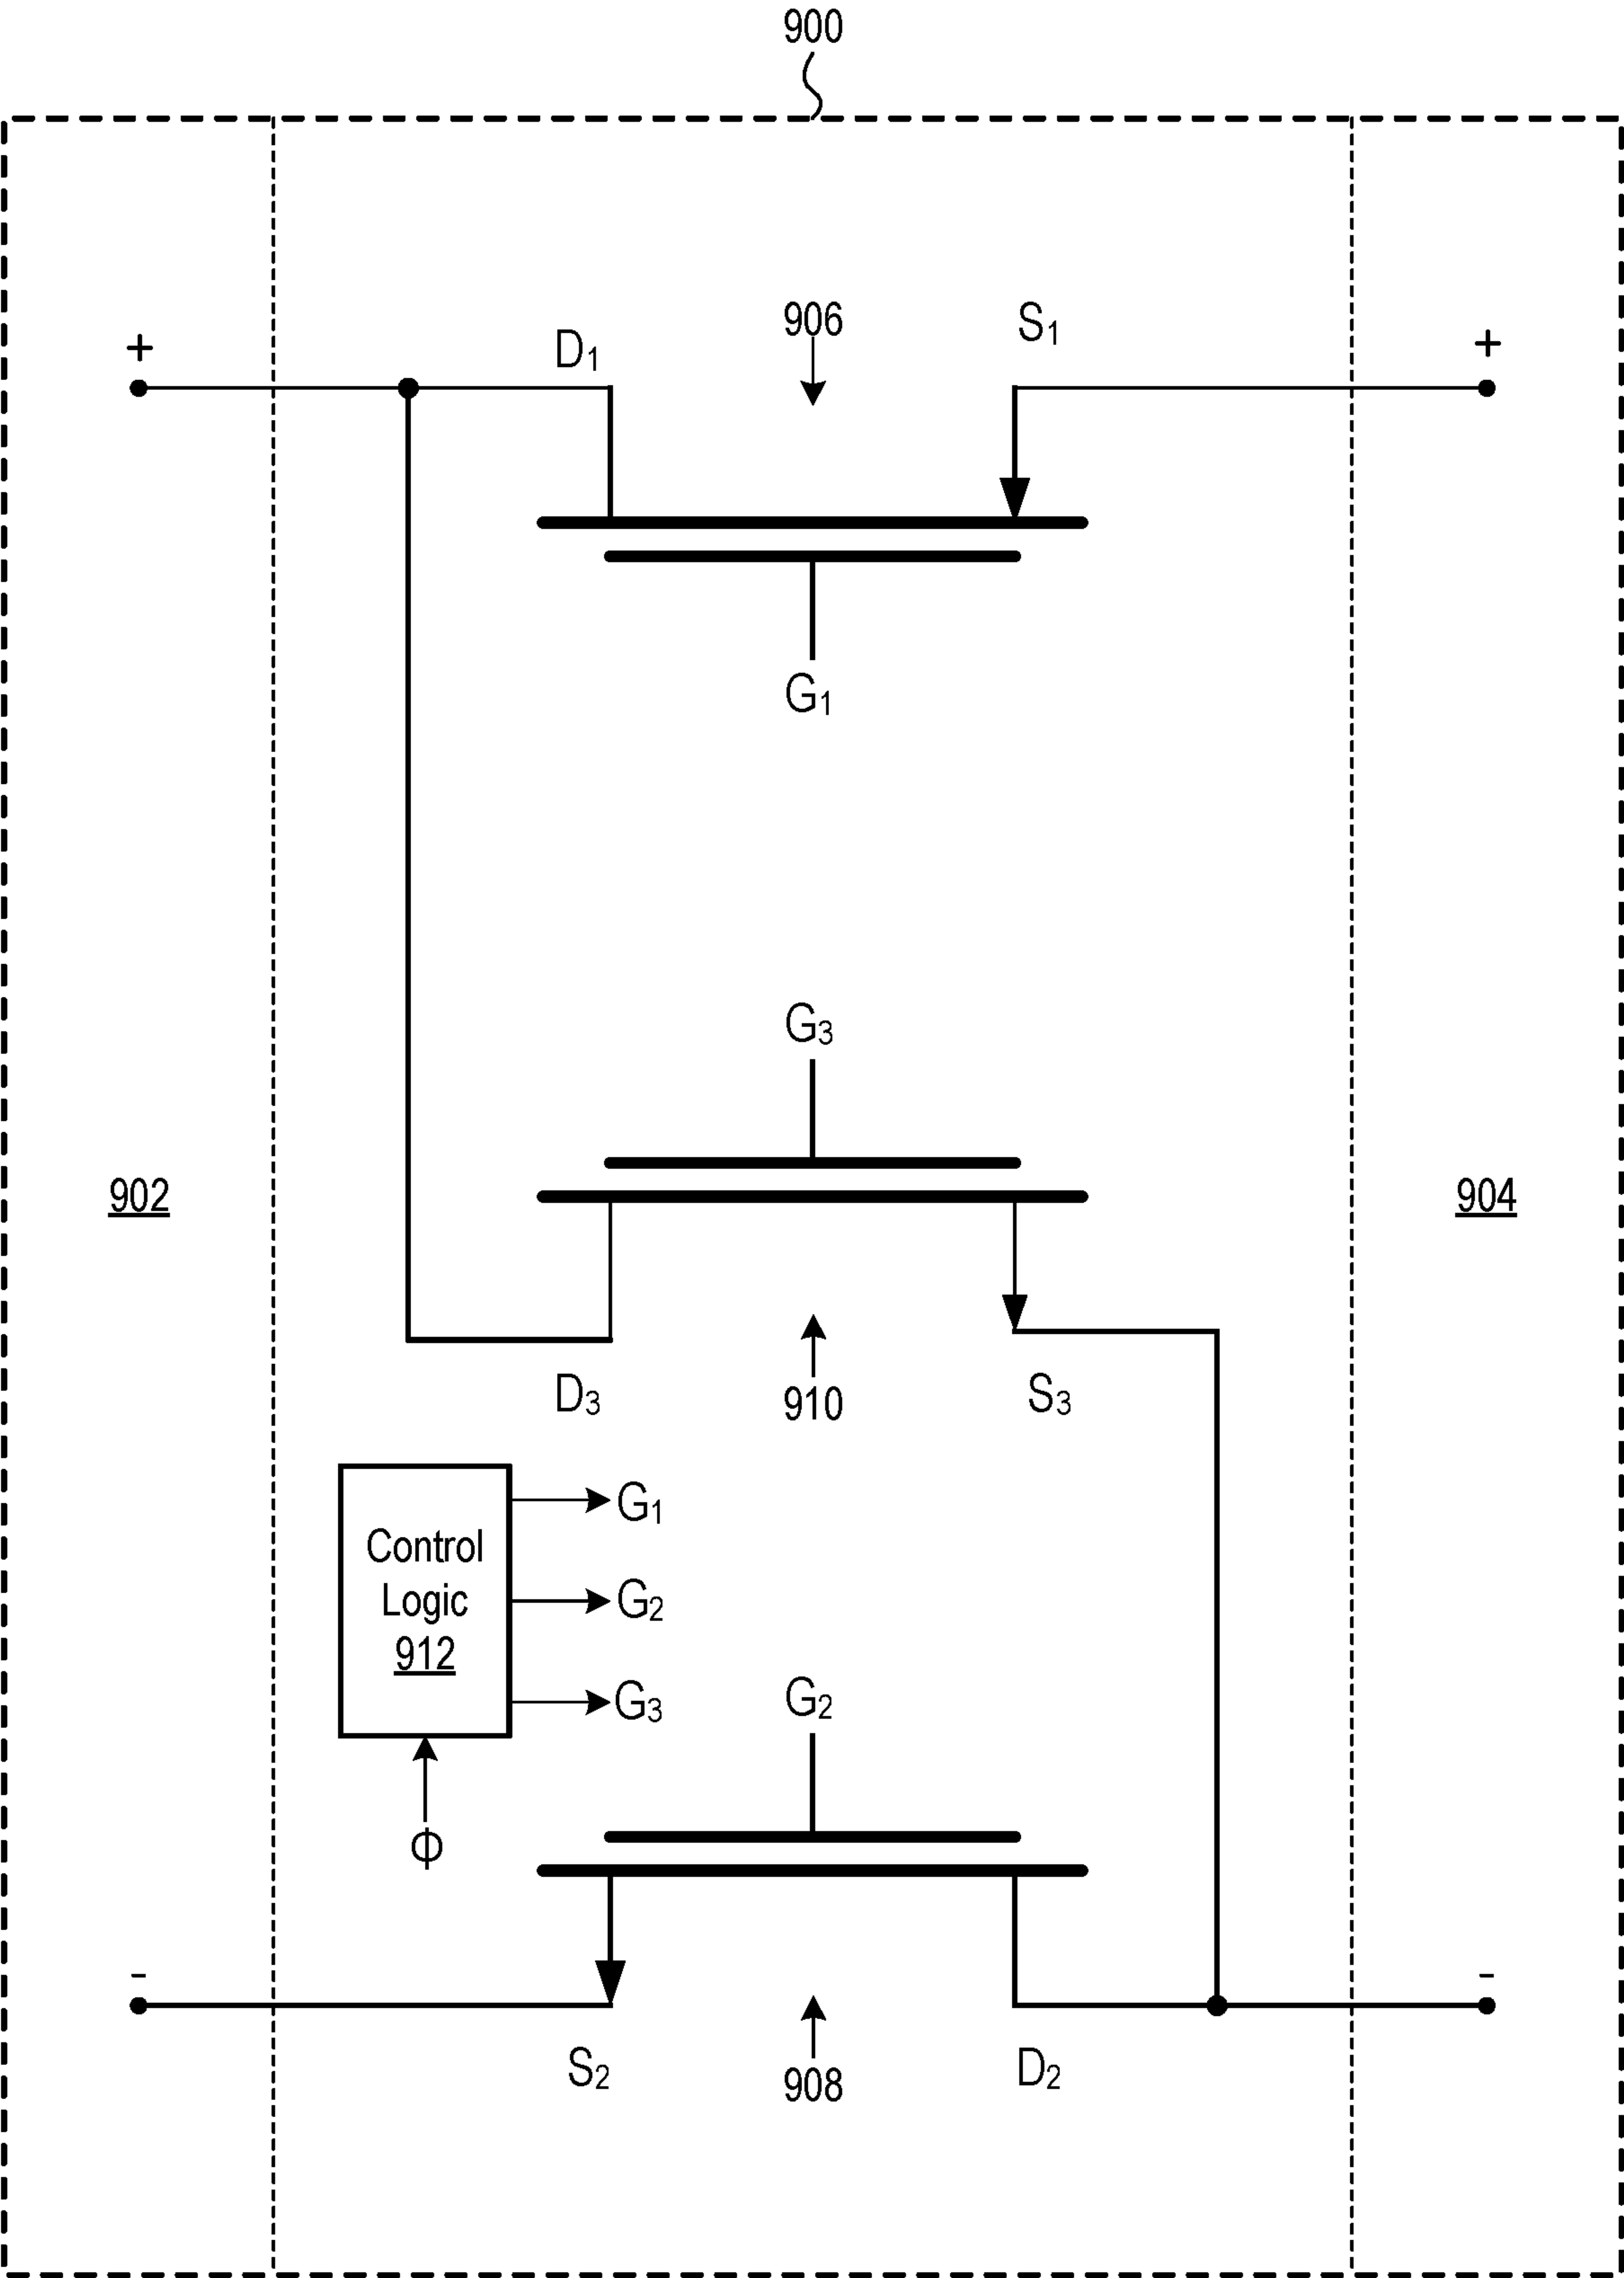 900
+
D1
906
S1
+
G1
G3
902
904
D3
910
S3
Control
Logic
912
G1
G2
G3
G2
Φ
-
-
S2
908
D2